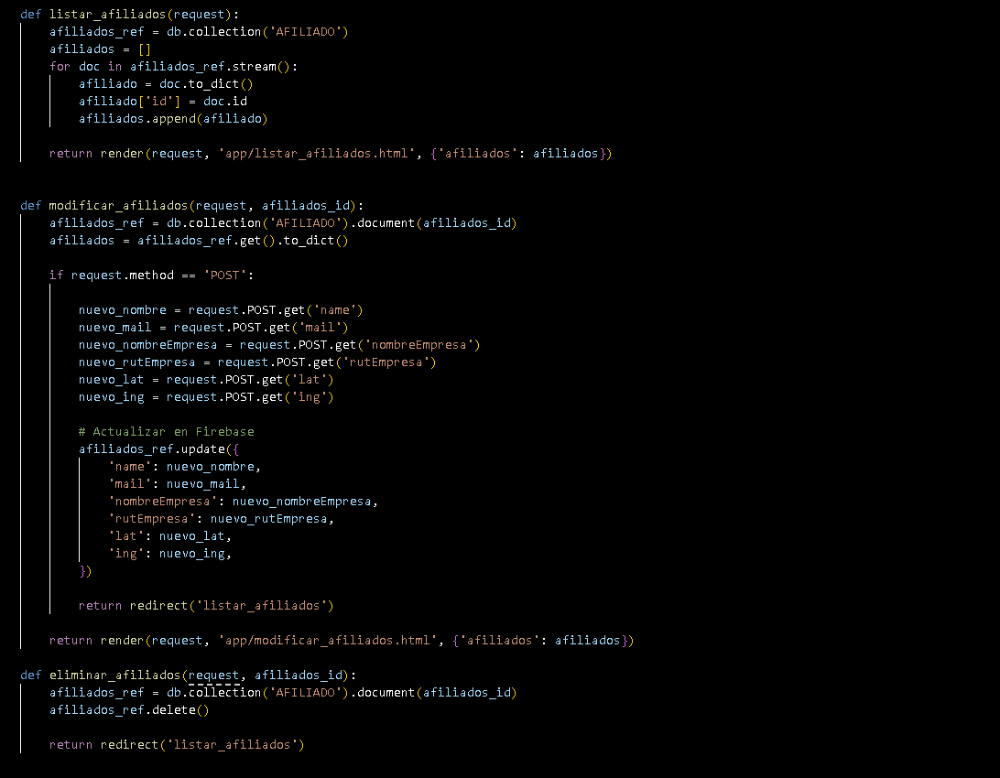 def listar_afiliados(request):
    afiliados_ref = db.collection('AFILIADO')
    afiliados = []
    for doc in afiliados_ref.stream():
        afiliado = doc.to_dict()
        afiliado['id'] = doc.id
        afiliados.append(afiliado)

    return render(request, 'app/listar_afiliados.html', {'afiliados': afiliados})


def modificar_afiliados(request, afiliados_id):
    afiliados_ref = db.collection('AFILIADO').document(afiliados_id)
    afiliados = afiliados_ref.get().to_dict()

    if request.method == 'POST':

        nuevo_nombre = request.POST.get('name')
        nuevo_mail = request.POST.get('mail')
        nuevo_nombreEmpresa = request.POST.get('nombreEmpresa')
        nuevo_rutEmpresa = request.POST.get('rutEmpresa')
        nuevo_lat = request.POST.get('lat')
        nuevo_ing = request.POST.get('ing')

        # Actualizar en Firebase
        afiliados_ref.update({
            'name': nuevo_nombre,
            'mail': nuevo_mail,
            'nombreEmpresa': nuevo_nombreEmpresa,
            'rutEmpresa': nuevo_rutEmpresa,
            'lat': nuevo_lat,
            'ing': nuevo_ing,
        })

        return redirect('listar_afiliados')

    return render(request, 'app/modificar_afiliados.html', {'afiliados': afiliados})

def eliminar_afiliados(request, afiliados_id):
    afiliados_ref = db.collection('AFILIADO').document(afiliados_id)
    afiliados_ref.delete()

    return redirect('listar_afiliados')